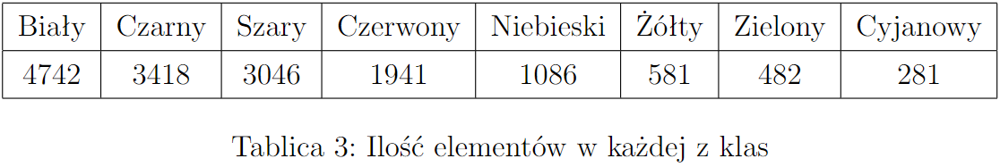 Biały Czarny Szary Czerwony Niebieski Żółty Zielony Cyjanowy
4742 3418 3046 1941 1086 581 482 281
Tablica 3: Ilość elementów w każdej z klas